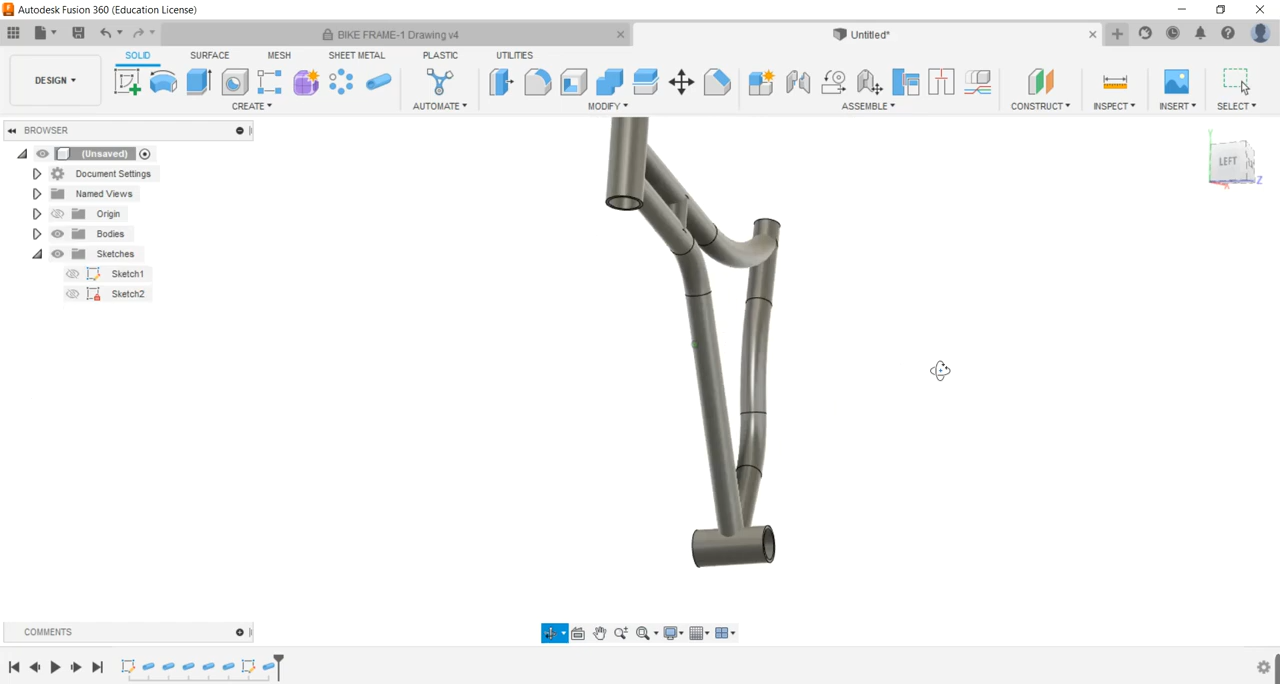 Autodesk Fusion 360 (Education License)
BIKE FRAME-1 Drawing v4
Untitled*
SOLID SURFACE MESH SHEET METAL PLASTIC UTILITIES
DESIGN
CREATE AUTOMATE MODIFY ASSEMBLE CONSTRUCT INSPECT INSERT SELECT
BROWSER
(Unsaved)
Document Settings
Named Views
Origin
Bodies
Sketches
Sketch1
Sketch2
Y
LEFT
Z
X
COMMENTS